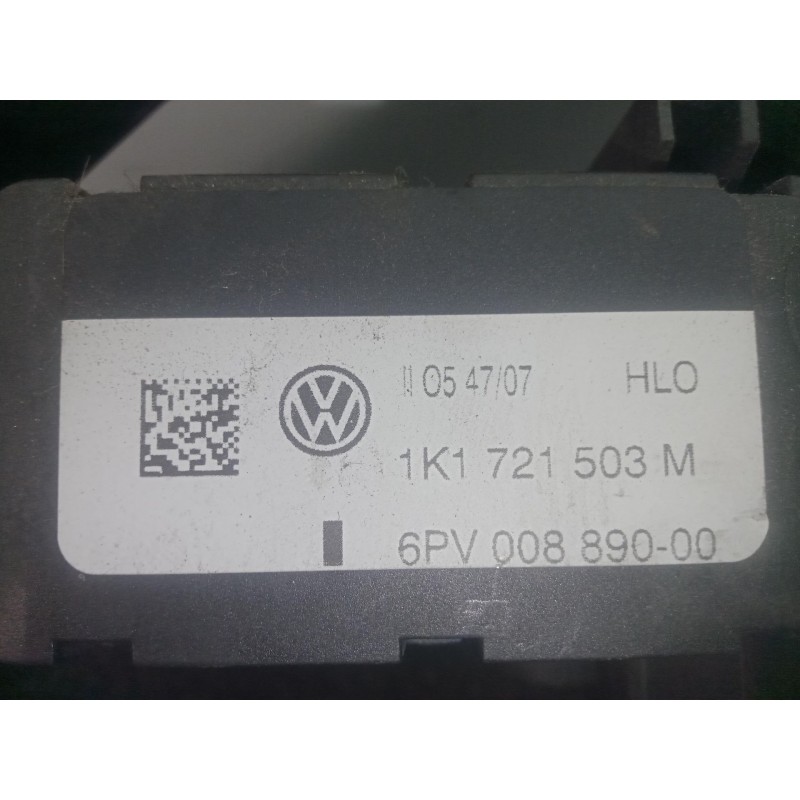 05 47/07 HLO
1K1 721 503 M
6PV 008 890-00